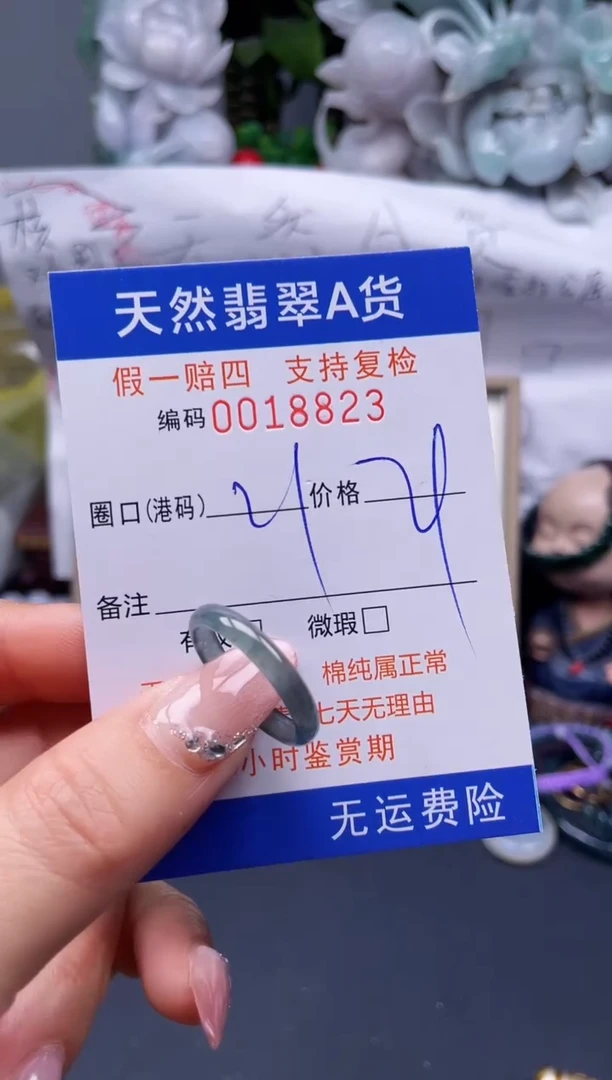 天然翡翠A货
假一赔四 支持复检
编码0018823
圈口(港码) 价格
备注
微瑕□
棉纯属正常
七天无理由
小时鉴赏期
无运费险